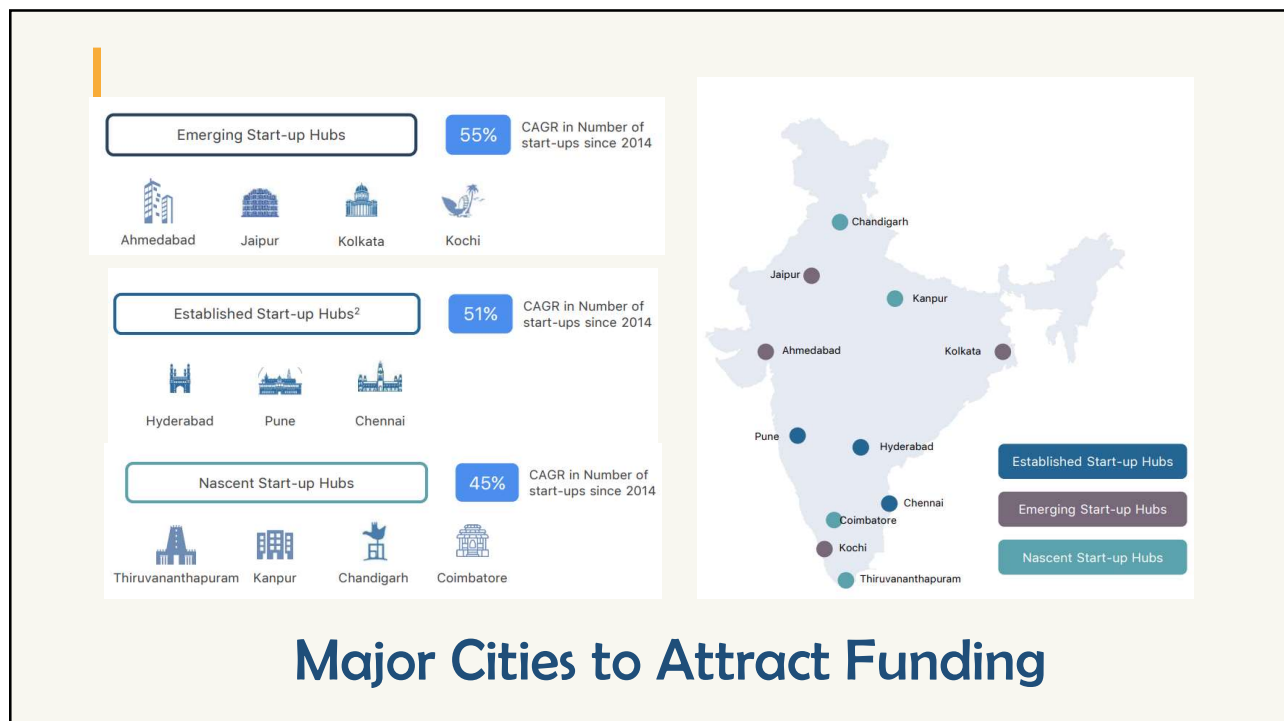 Emerging Start-up Hubs
55%
CAGR in Number of
start-ups since 2014
Ahmedabad
Jaipur
Kolkata
Kochi
Established Start-up Hubs²
51%
CAGR in Number of
start-ups since 2014
Hyderabad
Pune
Chennai
Nascent Start-up Hubs
45%
CAGR in Number of
start-ups since 2014
Thiruvananthapuram
Kanpur
Chandigarh
Coimbatore
Chandigarh
Jaipur
Kanpur
Ahmedabad
Kolkata
Pune
Hyderabad
Chennai
Coimbatore
Kochi
Thiruvananthapuram
Established Start-up Hubs
Emerging Start-up Hubs
Nascent Start-up Hubs
Major Cities to Attract Funding